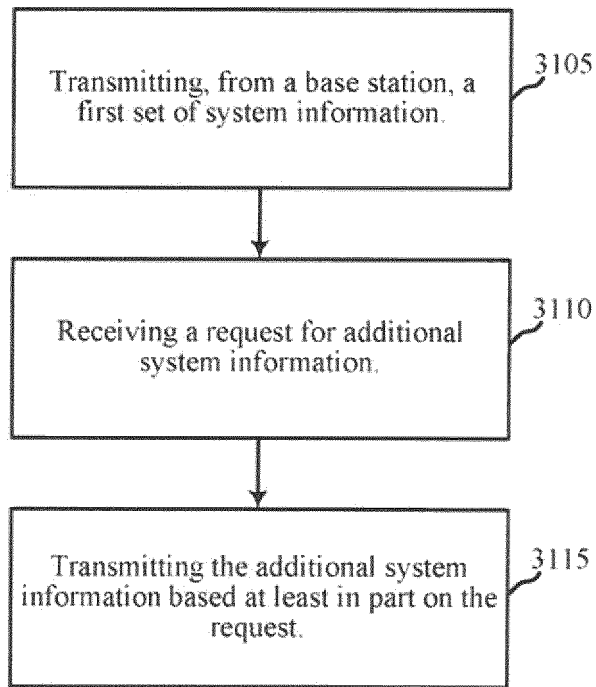 Transmitting, from a base station, a
first set of system information.
3105
Receiving a request for additional
system information.
3110
Transmitting the additional system
information based at least in part on the
request.
3115